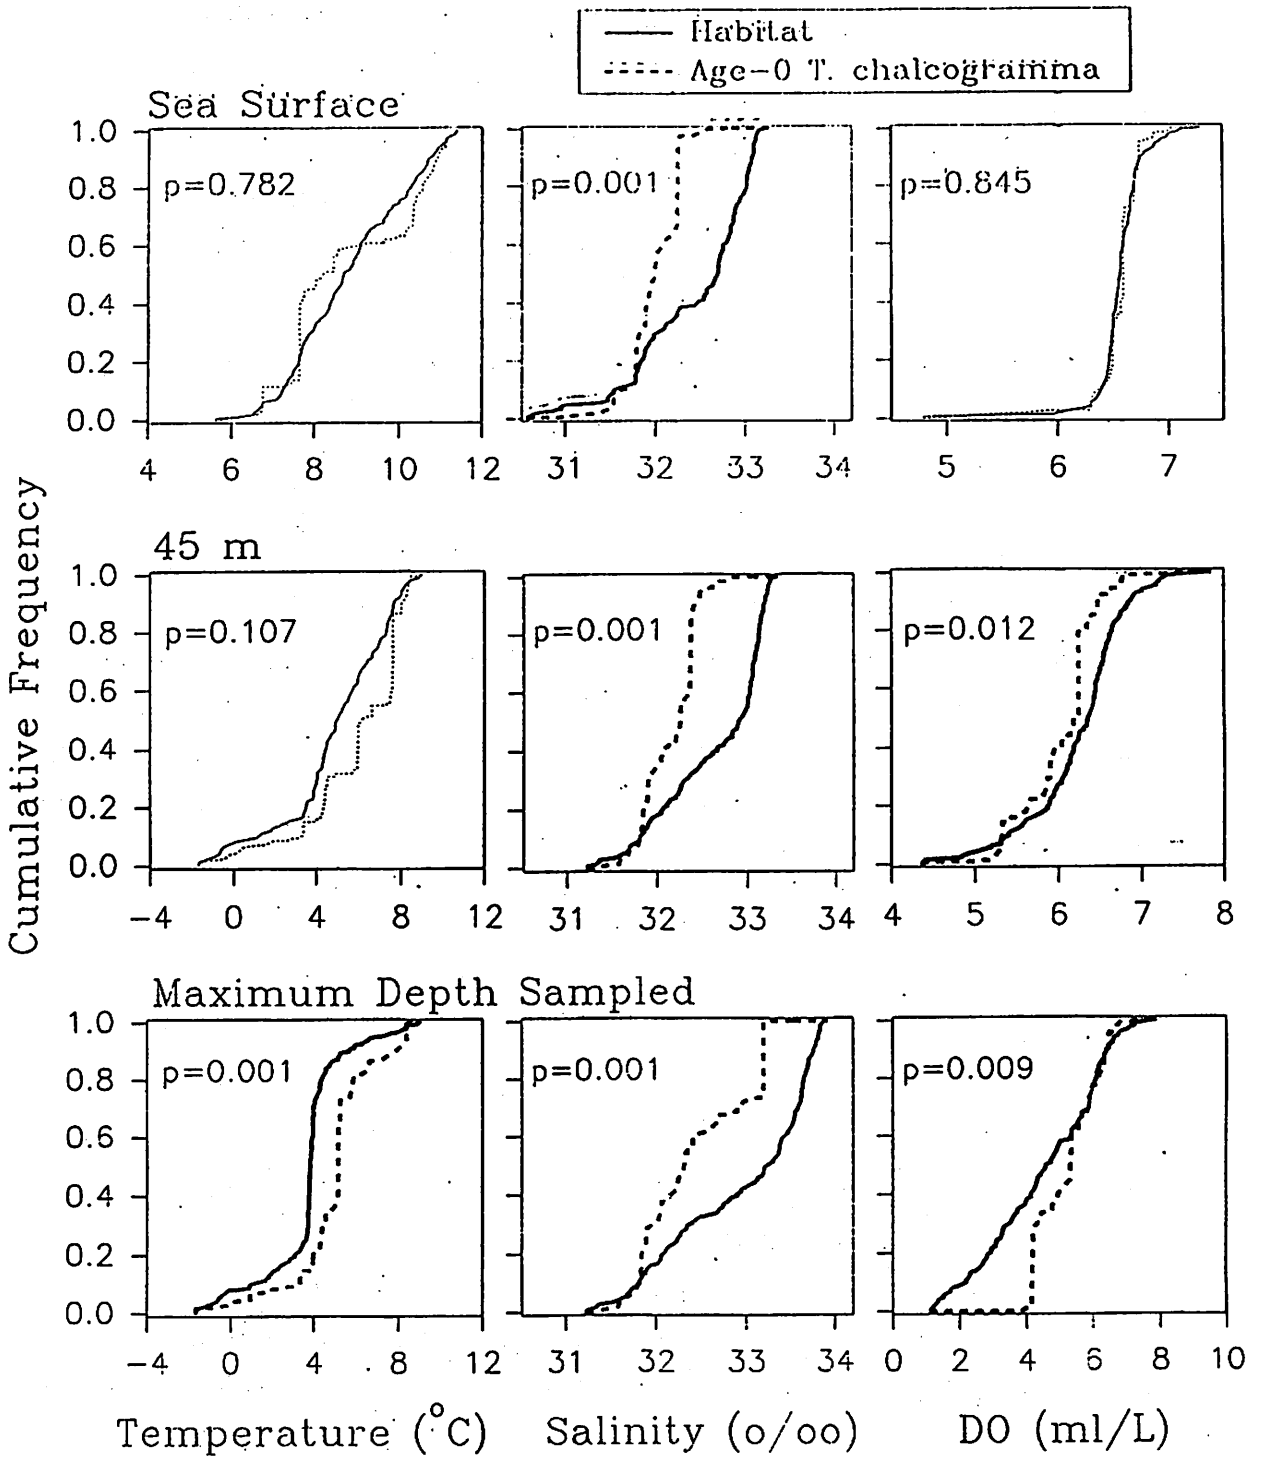 Habitat
Age-0 T. chalcogramma
Sea Surface
1.0
0.8
0.6
0.4
0.2
0.0
p=0.782
p=0.001
p=0.845
4 6 8 10 12
31 32 33 34
5 6 7
Cumulative Frequency
45 m
1.0
0.8
0.6
0.4
0.2
0.0
p=0.107
p=0.001
p=0.012
-4 0 4 8 12
31 32 33 34
4 5 6 7 8
Maximum Depth Sampled
1.0
0.8
0.6
0.4
0.2
0.0
p=0.001
p=0.001
p=0.009
-4 0 4 8 12
31 32 33 34
0 2 4 6 8 10
Temperature (°C)
Salinity (o/oo)
DO (ml/L)